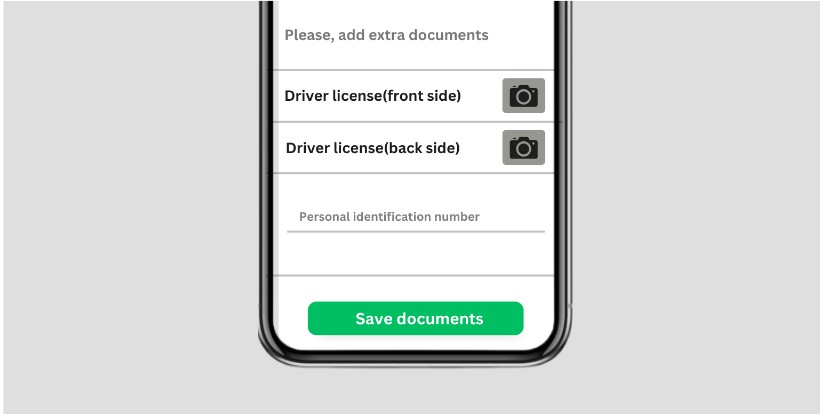 Please, add extra documents
Driver license(front side)
Driver license(back side)
Personal identification number
Save documents